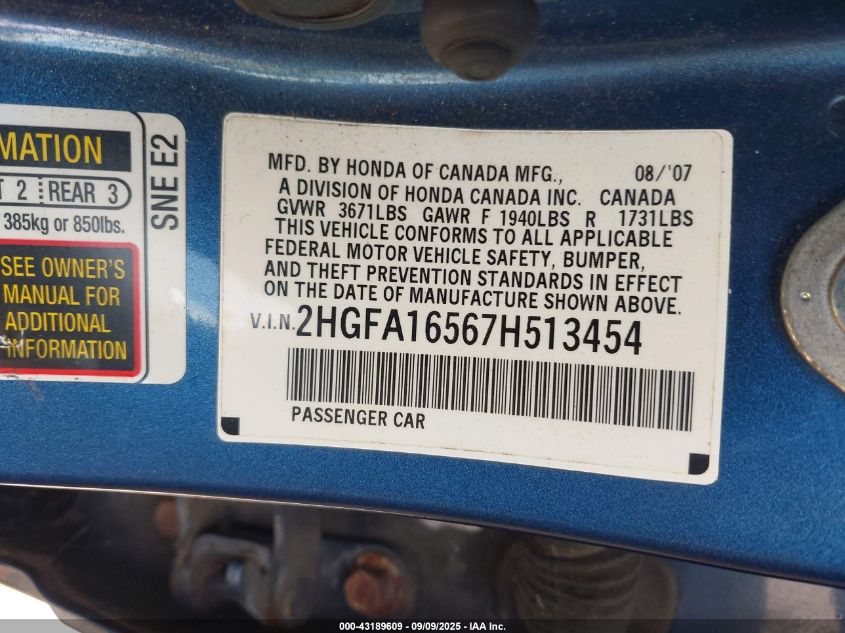 MATION
T 2 REAR 3
385kg or 850lbs.
SEE OWNER'S
MANUAL FOR
ADDITIONAL
INFORMATION
SNE E2
MFD. BY HONDA OF CANADA MFG., 08/'07
A DIVISION OF HONDA CANADA INC. CANADA
GVWR 3671LBS GAWR F 1940LBS R 1731LBS
THIS VEHICLE CONFORMS TO ALL APPLICABLE
FEDERAL MOTOR VEHICLE SAFETY, BUMPER,
AND THEFT PREVENTION STANDARDS IN EFFECT
ON THE DATE OF MANUFACTURE SHOWN ABOVE.
V.I.N. 2HGFA16567H513454
PASSENGER CAR
000-43189609 - 09/09/2025 - IAA Inc.